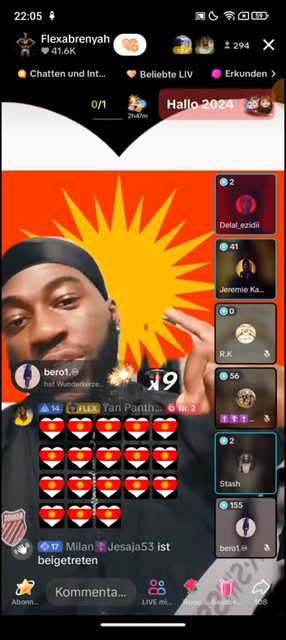 22:05
59
Flexabrenyah
41.6K
294
Chatten und Int...
Beliebte LIV
Erkunden
0/1
2h47m
Hallo 2024
2
Delal_ezidii
41
Jeremie Ka...
0
R.K
56
2
Stash
155
bero1.
bero1.
hat Wunderkerze...
14 FLEX Yan Panth... Nr. 2
17 Milan Jesaja53 ist
beigetreten
Abonn...
Kommenta...
LIVE mi...
Rose
Gesche...
108